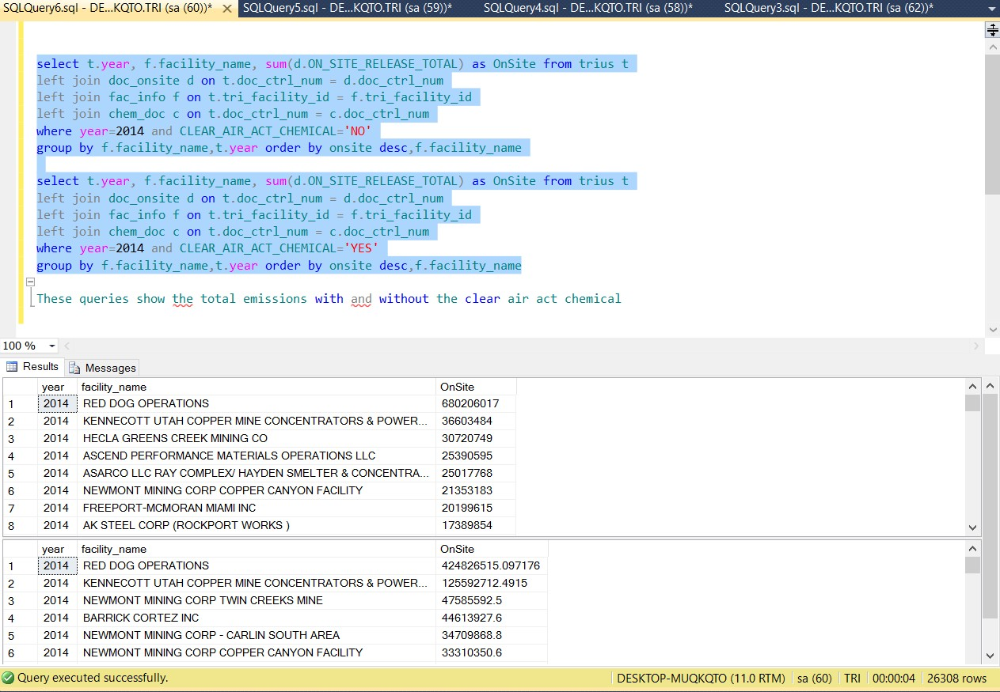 SQLQuery6.sql - DE...KQTO.TRI (sa (60))* SQLQuery5.sql - DE...KQTO.TRI (sa (59))* SQLQuery4.sql - DE...KQTO.TRI (sa (58))* SQLQuery3.sql - DE...KQTO.TRI (sa (62))*
select t.year, f.facility_name, sum(d.ON_SITE_RELEASE_TOTAL) as OnSite from trius t
left join doc_onsite d on t.doc_ctrl_num = d.doc_ctrl_num
left join fac_info f on t.tri_facility_id = f.tri_facility_id
left join chem_doc c on t.doc_ctrl_num = c.doc_ctrl_num
where year=2014 and CLEAR_AIR_ACT_CHEMICAL='NO'
group by f.facility_name,t.year order by onsite desc,f.facility_name
select t.year, f.facility_name, sum(d.ON_SITE_RELEASE_TOTAL) as OnSite from trius t
left join doc_onsite d on t.doc_ctrl_num = d.doc_ctrl_num
left join fac_info f on t.tri_facility_id = f.tri_facility_id
left join chem_doc c on t.doc_ctrl_num = c.doc_ctrl_num
where year=2014 and CLEAR_AIR_ACT_CHEMICAL='YES'
group by f.facility_name,t.year order by onsite desc,f.facility_name
These queries show the total emissions with and without the clear air act chemical
100 %
Results Messages
year facility_name OnSite
1 2014 RED DOG OPERATIONS 680206017
2 2014 KENNECOTT UTAH COPPER MINE CONCENTRATORS & POWER... 36603484
3 2014 HECLA GREENS CREEK MINING CO 30720749
4 2014 ASCEND PERFORMANCE MATERIALS OPERATIONS LLC 25390595
5 2014 ASARCO LLC RAY COMPLEX/ HAYDEN SMELTER & CONCENTRA... 25017768
6 2014 NEWMONT MINING CORP COPPER CANYON FACILITY 21353183
7 2014 FREEPORT-MCMORAN MIAMI INC 20199615
8 2014 AK STEEL CORP (ROCKPORT WORKS ) 17389854
year facility_name OnSite
1 2014 RED DOG OPERATIONS 424826515.097176
2 2014 KENNECOTT UTAH COPPER MINE CONCENTRATORS & POWER... 125592712.4915
3 2014 NEWMONT MINING CORP TWIN CREEKS MINE 47585592.5
4 2014 BARRICK CORTEZ INC 44613927.6
5 2014 NEWMONT MINING CORP - CARLIN SOUTH AREA 34709868.8
6 2014 NEWMONT MINING CORP COPPER CANYON FACILITY 33310350.6
Query executed successfully. DESKTOP-MUQKQTO (11.0 RTM) sa (60) TRI 00:00:04 26308 rows